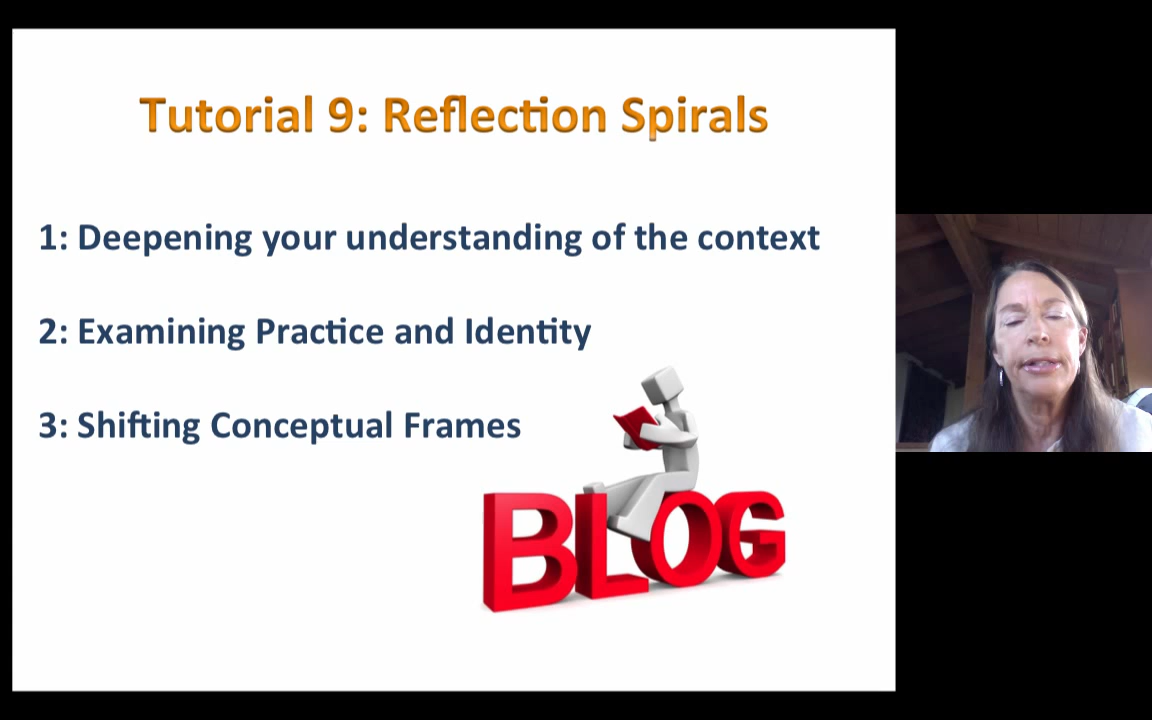 Tutorial 9: Reflection Spirals
1: Deepening your understanding of the context
2: Examining Practice and Identity
3: Shifting Conceptual Frames
BLOG